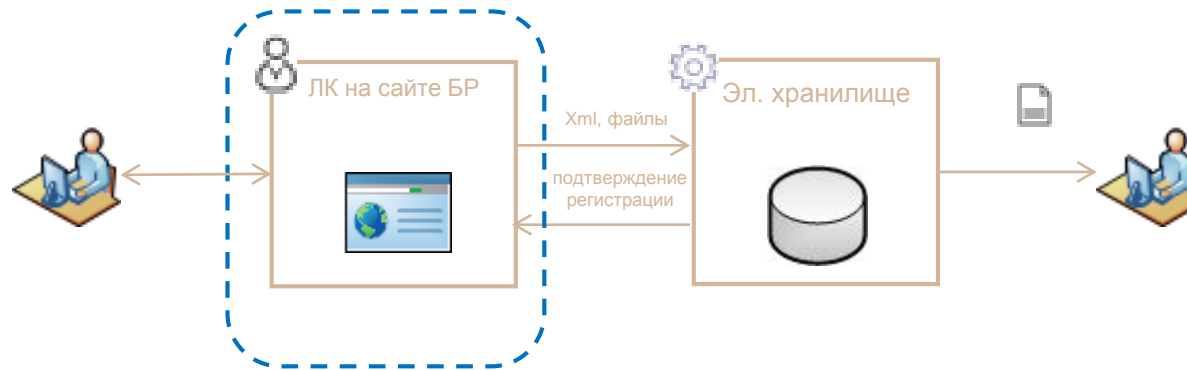 ЛК на сайте БР
Эл. хранилище
Xml, файлы
подтверждение
регистрации